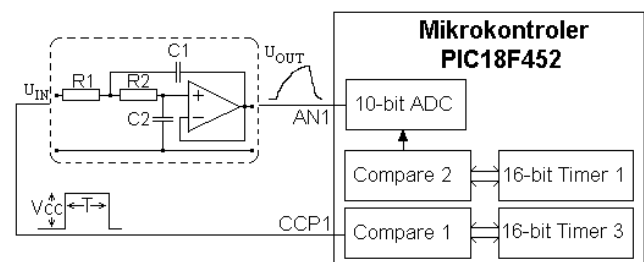 Mikrokontroler
PIC18F452
C1
UOUT
R1
R2
UIN
C2
+
-
AN1
10-bit ADC
Compare 2
16-bit Timer 1
Vcc
T
CCP1
Compare 1
16-bit Timer 3